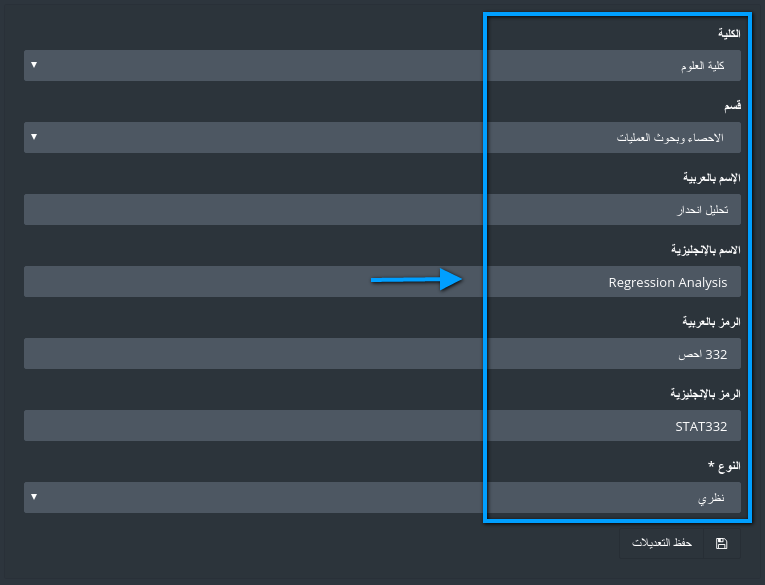 الكلية
كلية العلوم
قسم
الاحصاء وبحوث العمليات
الإسم بالعربية
تحليل انحدار
الاسم بالإنجليزية
Regression Analysis
الرمز بالعربية
332 احص
الرمز بالإنجليزية
STAT332
النوع *
نظري
حفظ التعديلات